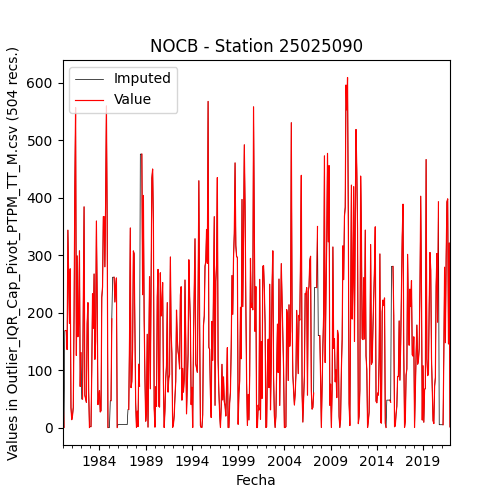 NOCB - Station 25025090
Imputed
Value
Values in Outlier_IQR_Cap_Pivot_PTPM_TT_M.csv (504 recs.)
600
500
400
300
200
100
0
1984 1989 1994 1999 2004 2009 2014 2019
Fecha